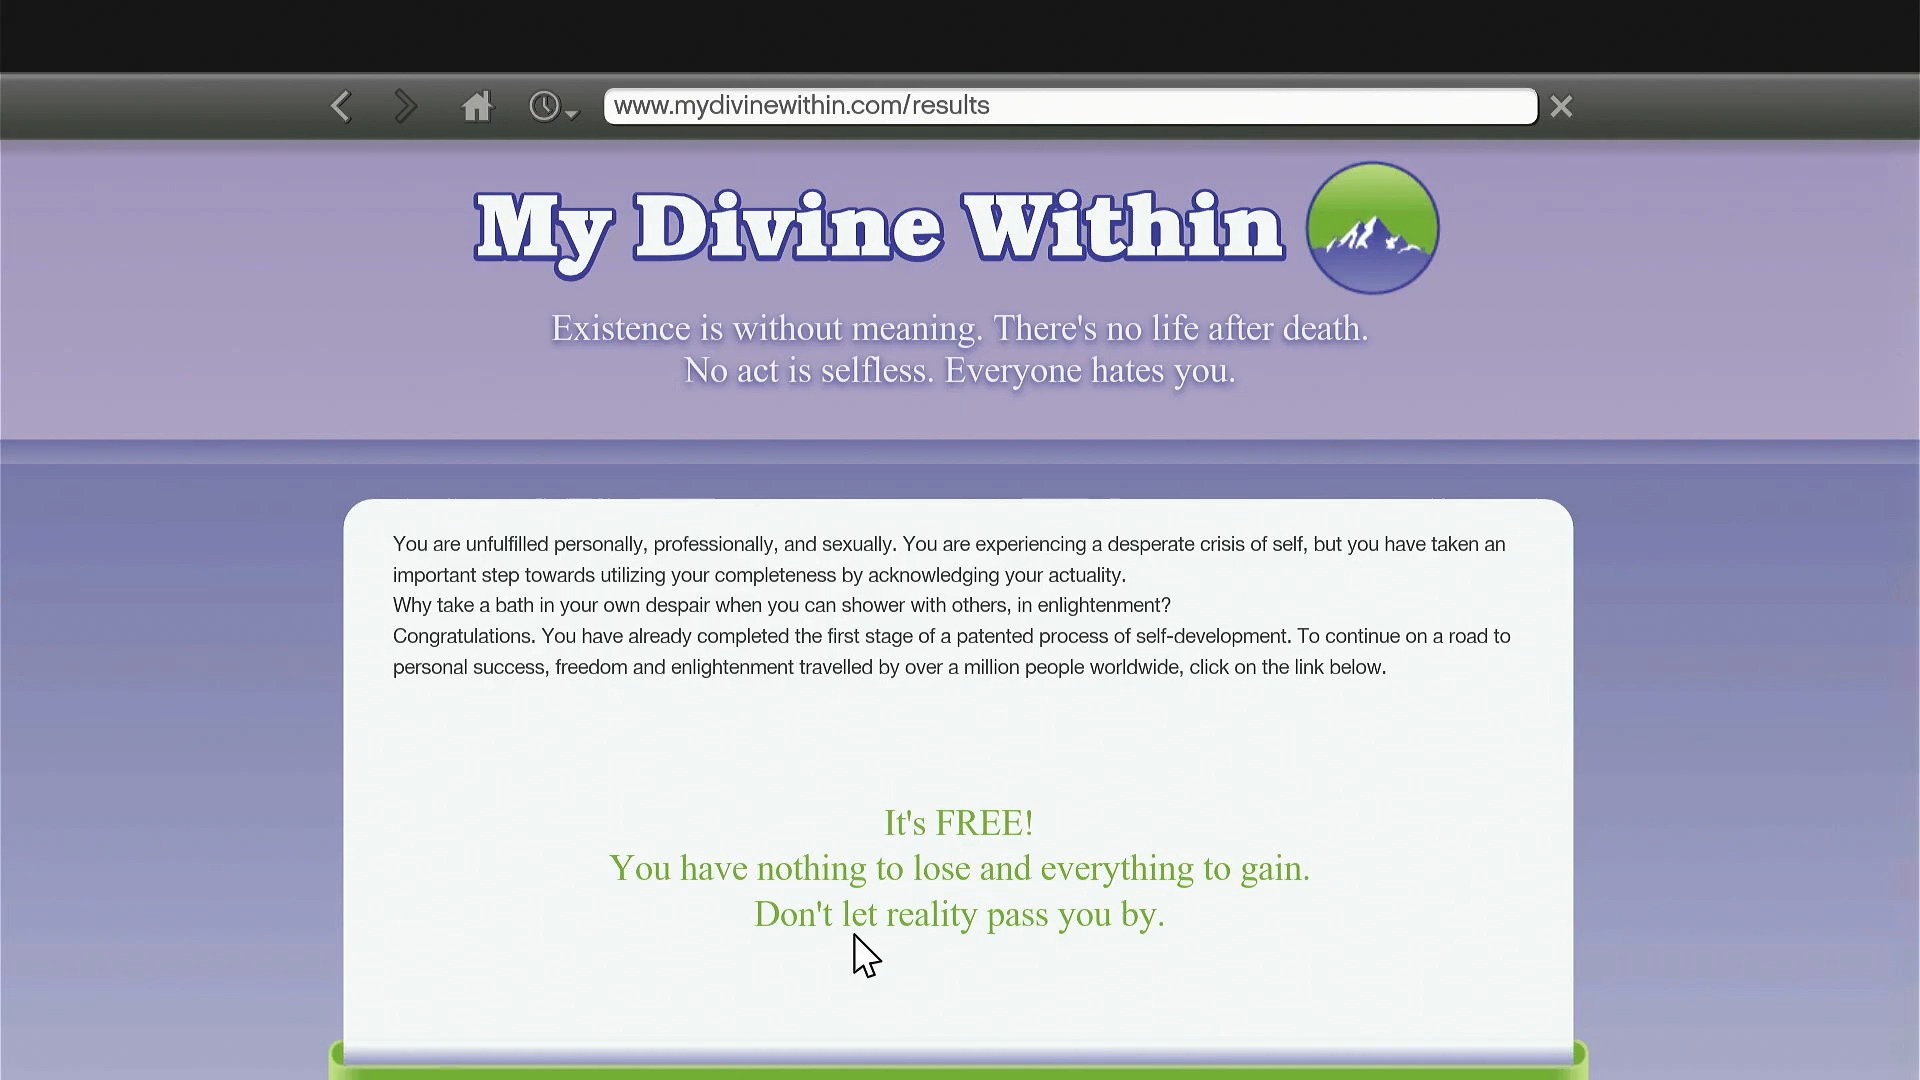 www.mydivinewithin.com/results
My Divine Within
Existence is without meaning. There's no life after death.
No act is selfless. Everyone hates you.
You are unfulfilled personally, professionally, and sexually. You are experiencing a desperate crisis of self, but you have taken an
important step towards utilizing your completeness by acknowledging your actuality.
Why take a bath in your own despair when you can shower with others, in enlightenment?
Congratulations. You have already completed the first stage of a patented process of self-development. To continue on a road to
personal success, freedom and enlightenment travelled by over a million people worldwide, click on the link below.
It's FREE!
You have nothing to lose and everything to gain.
Don't let reality pass you by.